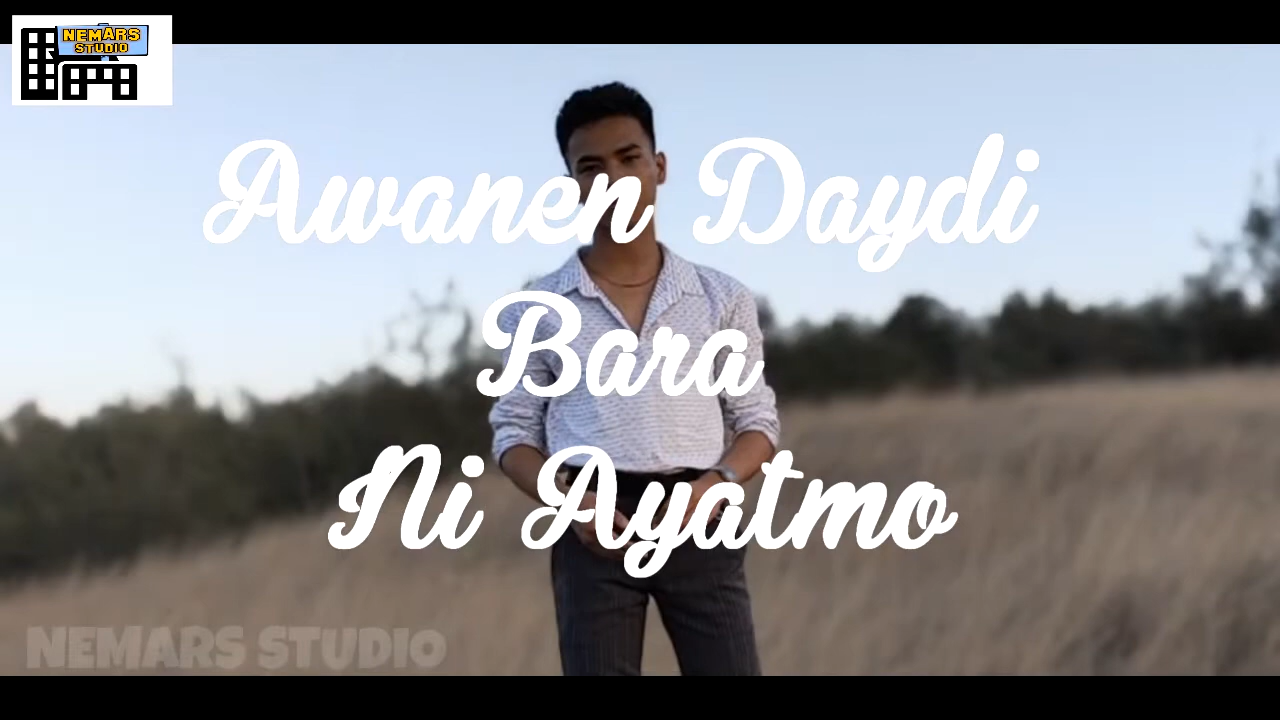 NEMARS
STUDIO
Awanen Daydi
Bara
Ni Ayatmo
NEMARS STUDIO